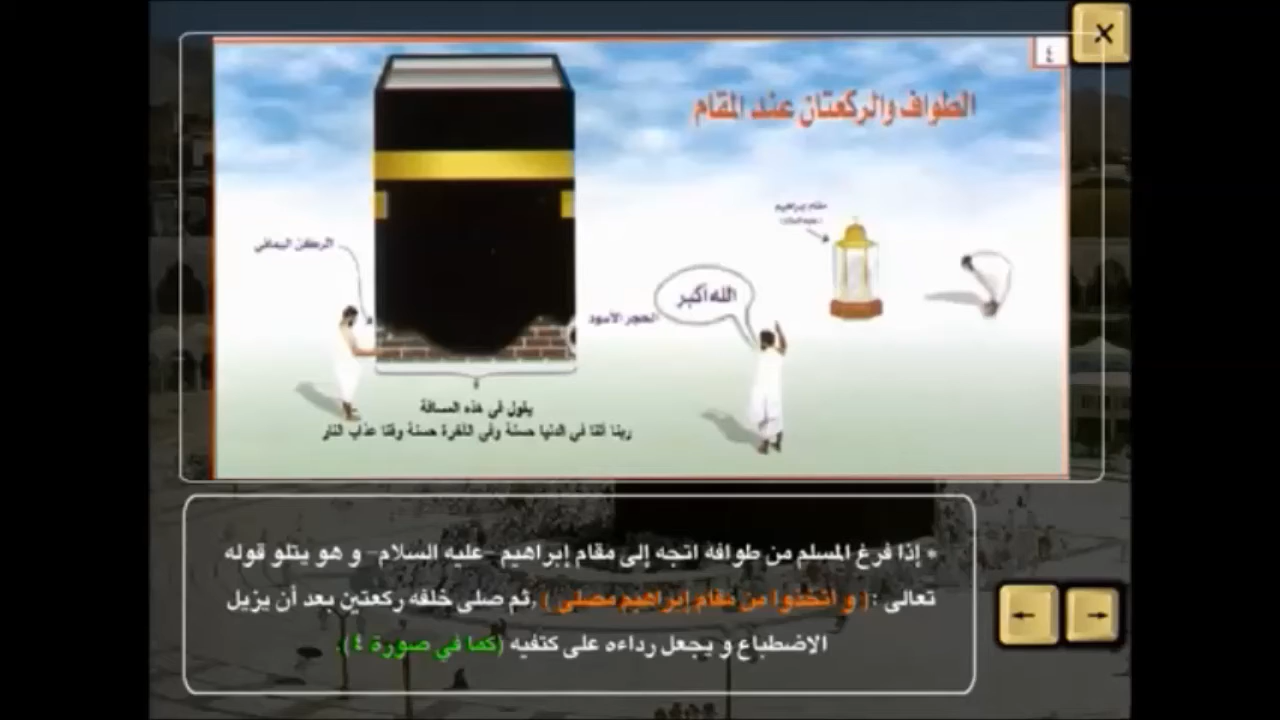 ٤
الطواف والركعتان عند المقام
مقام إبراهيم
(عليه السلام)
الركن اليماني
الله أكبر
الحجر الأسود
يقول في هذه المسافة
ربنا آتنا في الدنيا حسنة وفي الآخرة حسنة وقنا عذاب النار
* إذا فرغ المسلم من طوافه اتجه إلى مقام إبراهيم -عليه السلام- و هو يتلو قوله
تعالى : ( و اتخذوا من مقام إبراهيم مصلى ) ,ثم صلى خلفه ركعتين بعد أن يزيل
الاضطباع و يجعل رداءه على كتفيه (كما في صورة ٤).